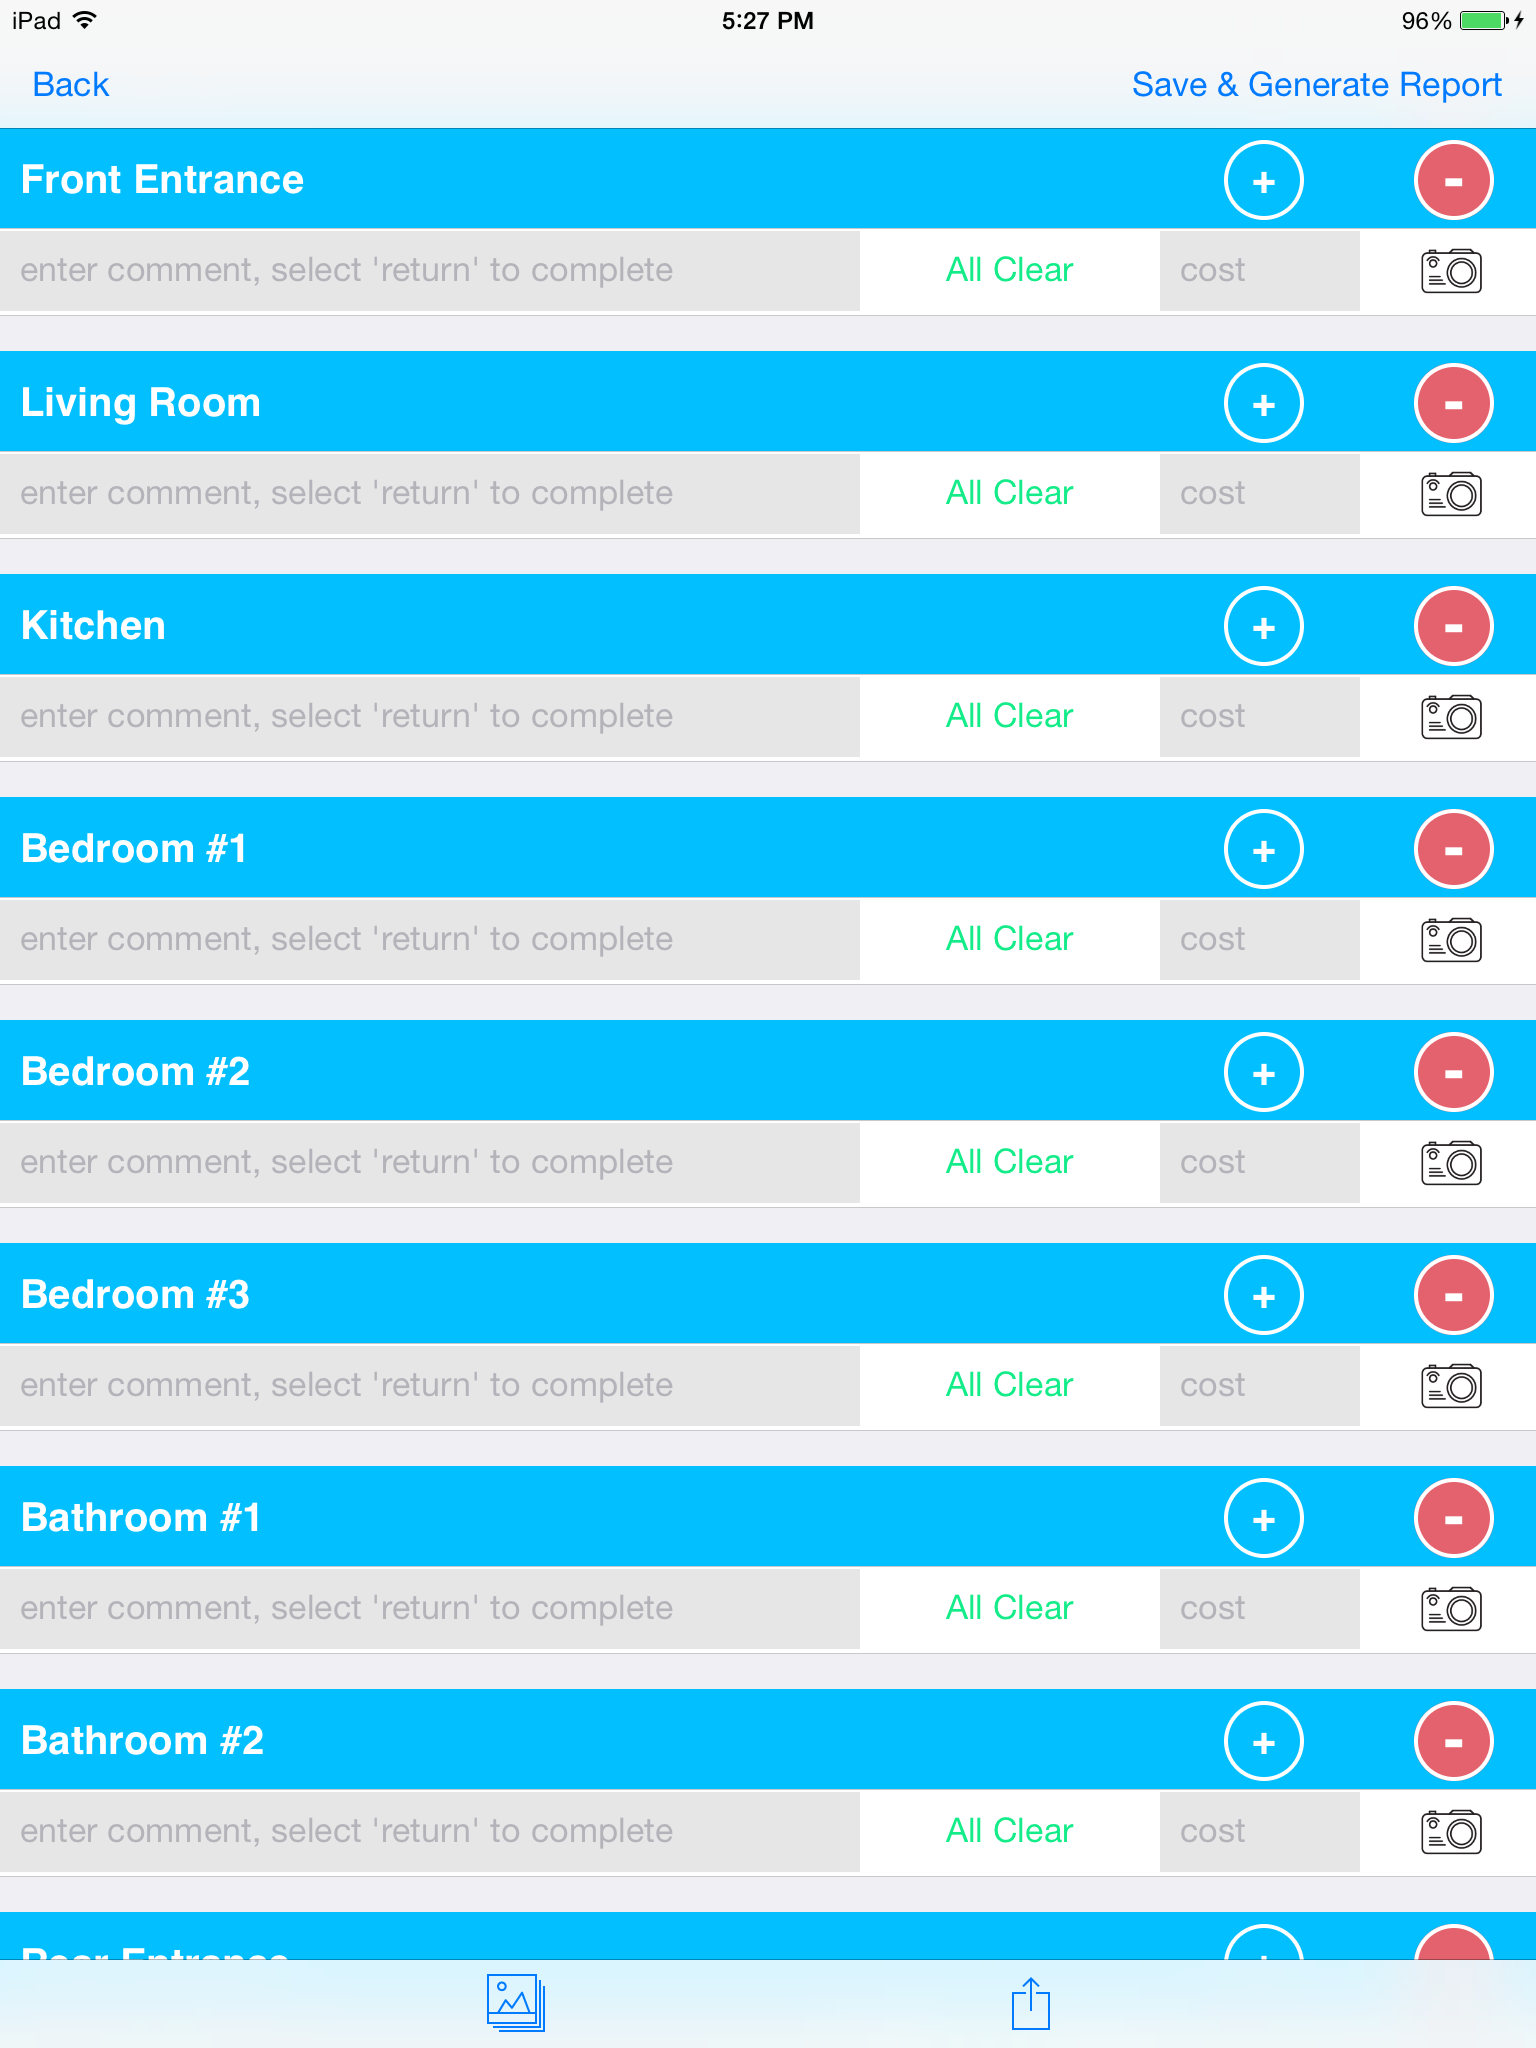 iPad 5:27 PM 96%
Back Save & Generate Report
Front Entrance + -
enter comment, select 'return' to complete All Clear cost
Living Room + -
enter comment, select 'return' to complete All Clear cost
Kitchen + -
enter comment, select 'return' to complete All Clear cost
Bedroom #1 + -
enter comment, select 'return' to complete All Clear cost
Bedroom #2 + -
enter comment, select 'return' to complete All Clear cost
Bedroom #3 + -
enter comment, select 'return' to complete All Clear cost
Bathroom #1 + -
enter comment, select 'return' to complete All Clear cost
Bathroom #2 + -
enter comment, select 'return' to complete All Clear cost
Rear Entrance +